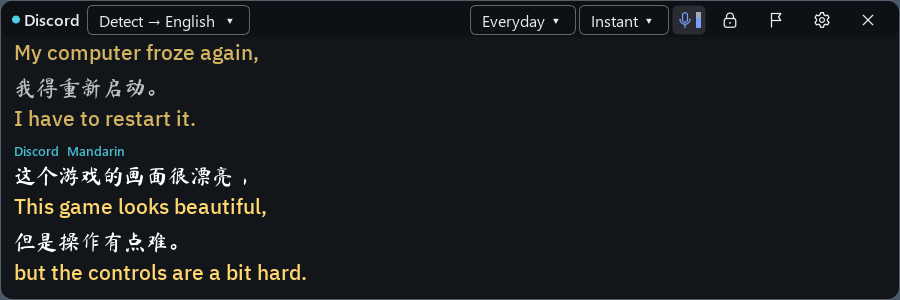 Discord
Detect → English
Everyday
Instant
My computer froze again,
我得重新启动。
I have to restart it.
Discord Mandarin
这个游戏的画面很漂亮，
This game looks beautiful,
但是操作有点难。
but the controls are a bit hard.